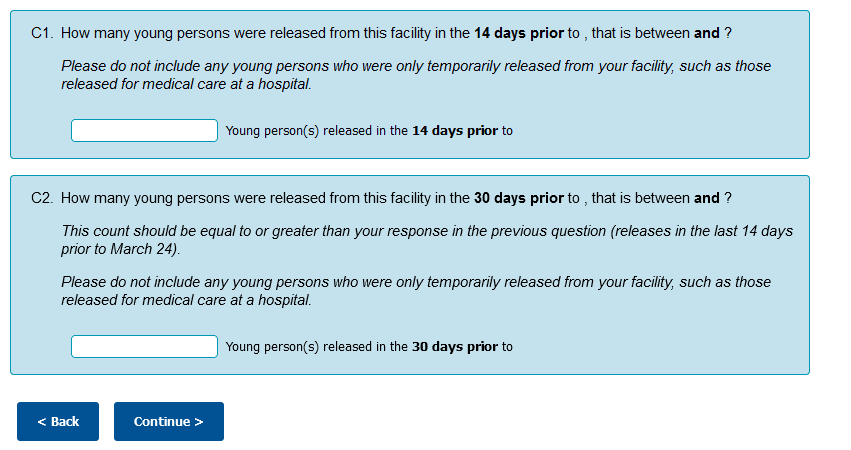 C1. How many young persons were released from this facility in the 14 days prior to , that is between and ?
Please do not include any young persons who were only temporarily released from your facility, such as those
released for medical care at a hospital.
Young person(s) released in the 14 days prior to
C2. How many young persons were released from this facility in the 30 days prior to , that is between and ?
This count should be equal to or greater than your response in the previous question (releases in the last 14 days
prior to March 24).
Please do not include any young persons who were only temporarily released from your facility, such as those
released for medical care at a hospital.
Young person(s) released in the 30 days prior to
< Back
Continue >